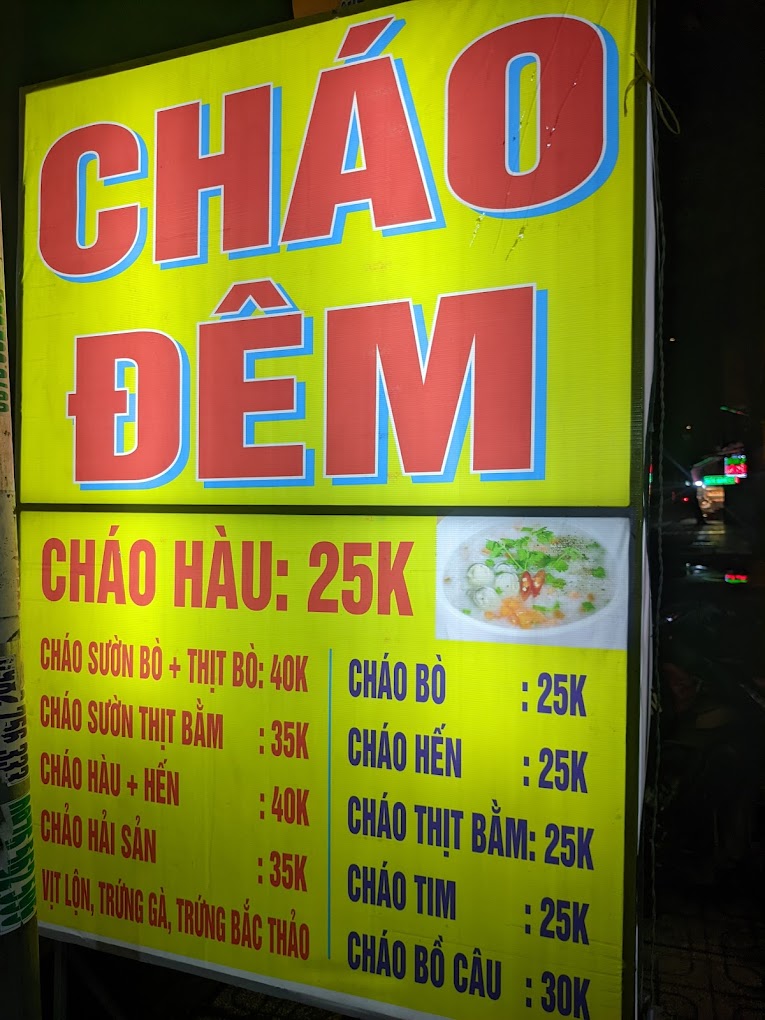 CHÁO
ĐÊM
CHÁO HÀU: 25K
CHÁO SƯỜN BÒ + THỊT BÒ: 40K
CHÁO SƯỜN THỊT BẰM : 35K
CHÁO HÀU + HẾN : 40K
CHẢO HẢI SẢN : 35K
VỊT LỘN, TRỨNG GÀ, TRỨNG BẮC THẢO
CHÁO BÒ : 25K
CHÁO HẾN : 25K
CHÁO THỊT BẰM: 25K
CHÁO TIM : 25K
CHÁO BỒ CÂU : 30K